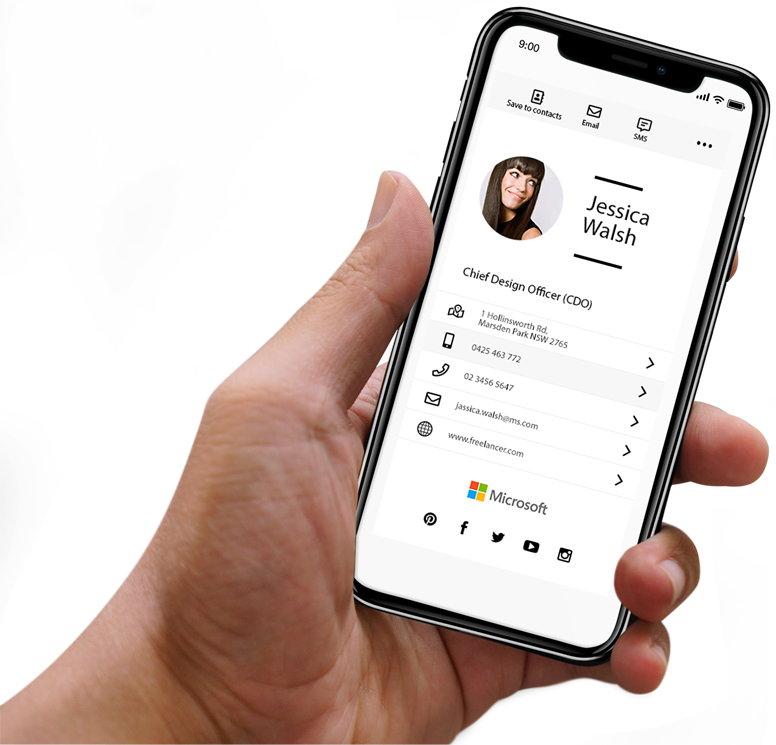 9:00
Save to contacts
Email
SMS
Jessica
Walsh
Chief Design Officer (CDO)
1 Hollinsworth Rd,
Marsden Park NSW 2765
0425 463 772
02 3456 5647
jassica.walsh@ms.com
www.freelancer.com
Microsoft